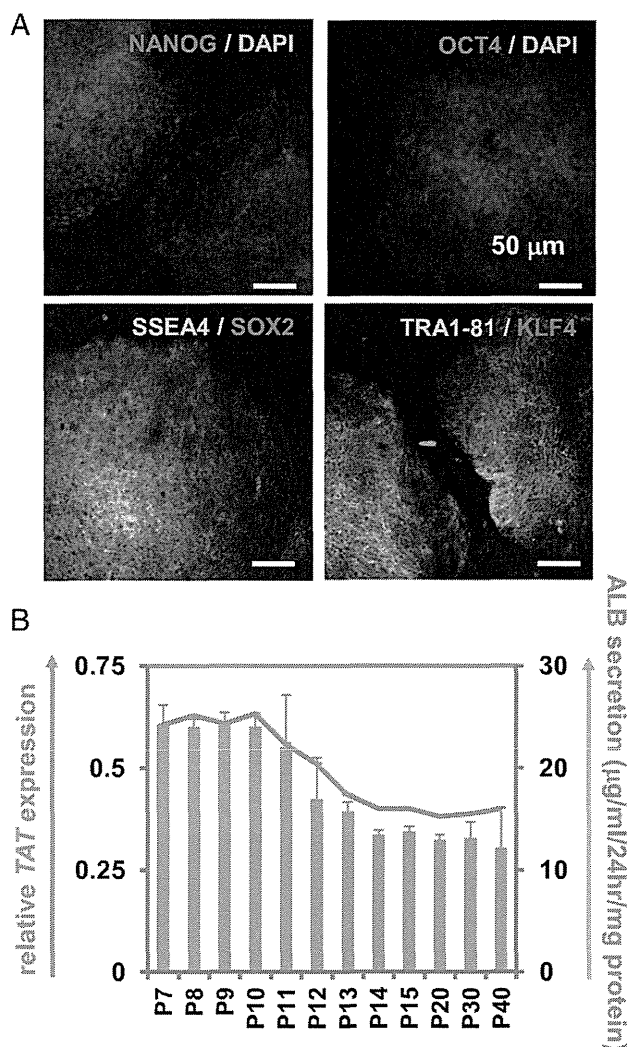 A
NANOG / DAPI
OCT4 / DAPI
50 µm
SSEA4 / SOX2
TRA1-81 / KLF4
B
relative TAT expression
0.75
0.5
0.25
0
30
20
10
0
ALB secretion (µg/ml/24hr/mg protein)
P7
P8
P9
P10
P11
P12
P13
P14
P15
P20
P30
P40